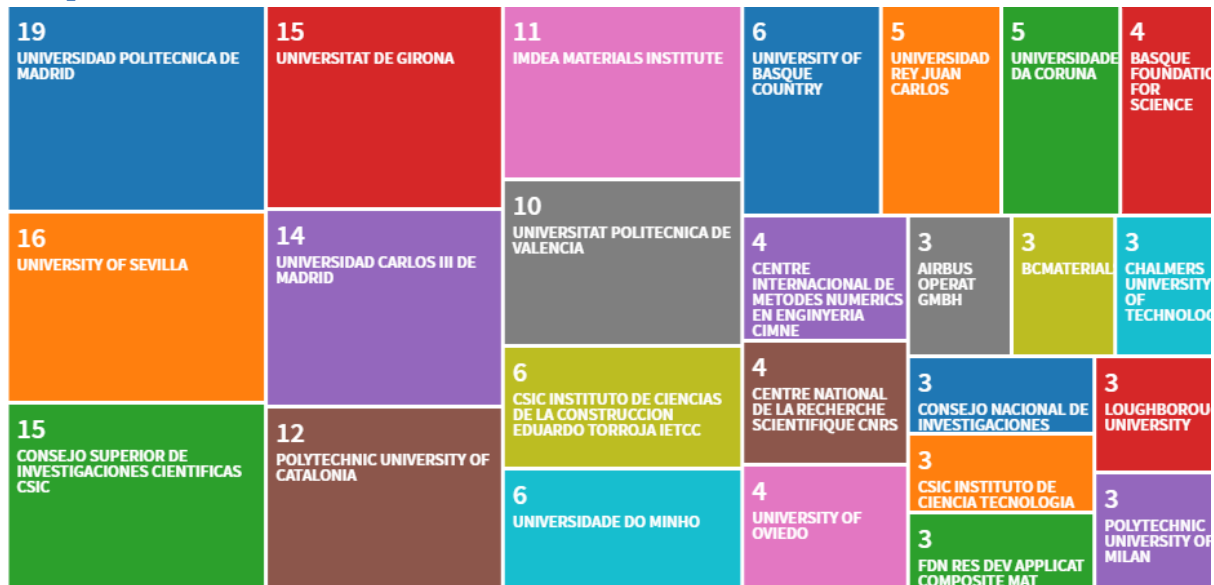 19
UNIVERSIDAD POLITECNICA DE
MADRID
16
UNIVERSITY OF SEVILLA
15
CONSEJO SUPERIOR DE
INVESTIGACIONES CIENTIFICAS
CSIC
15
UNIVERSITAT DE GIRONA
14
UNIVERSIDAD CARLOS III DE
MADRID
12
POLYTECHNIC UNIVERSITY OF
CATALONIA
11
IMDEA MATERIALS INSTITUTE
10
UNIVERSITAT POLITECNICA DE
VALENCIA
6
CSIC INSTITUTO DE CIENCIAS
DE LA CONSTRUCCION
EDUARDO TORROJA IETCC
6
UNIVERSIDADE DO MINHO
6
UNIVERSITY OF
BASQUE
COUNTRY
5
UNIVERSIDAD
REY JUAN
CARLOS
5
UNIVERSIDADE
DA CORUNA
4
BASQUE
FOUNDATIO
FOR
SCIENCE
4
CENTRE
INTERNACIONAL DE
METODES NUMERICS
EN ENGINYERIA
CIMNE
4
CENTRE NATIONAL
DE LA RECHERCHE
SCIENTIFIQUE CNRS
4
UNIVERSITY OF
OVIEDO
3
AIRBUS
OPERAT
GMBH
3
BCMATERIAL
3
CHALMERS
UNIVERSITY
OF
TECHNOLOG
3
CONSEJO NACIONAL DE
INVESTIGACIONES
3
CSIC INSTITUTO DE
CIENCIA TECNOLOGIA
3
FDN RES DEV APPLICAT
COMPOSITE MAT
3
LOUGHBOROUG
UNIVERSITY
3
POLYTECHNIC
UNIVERSITY OF
MILAN